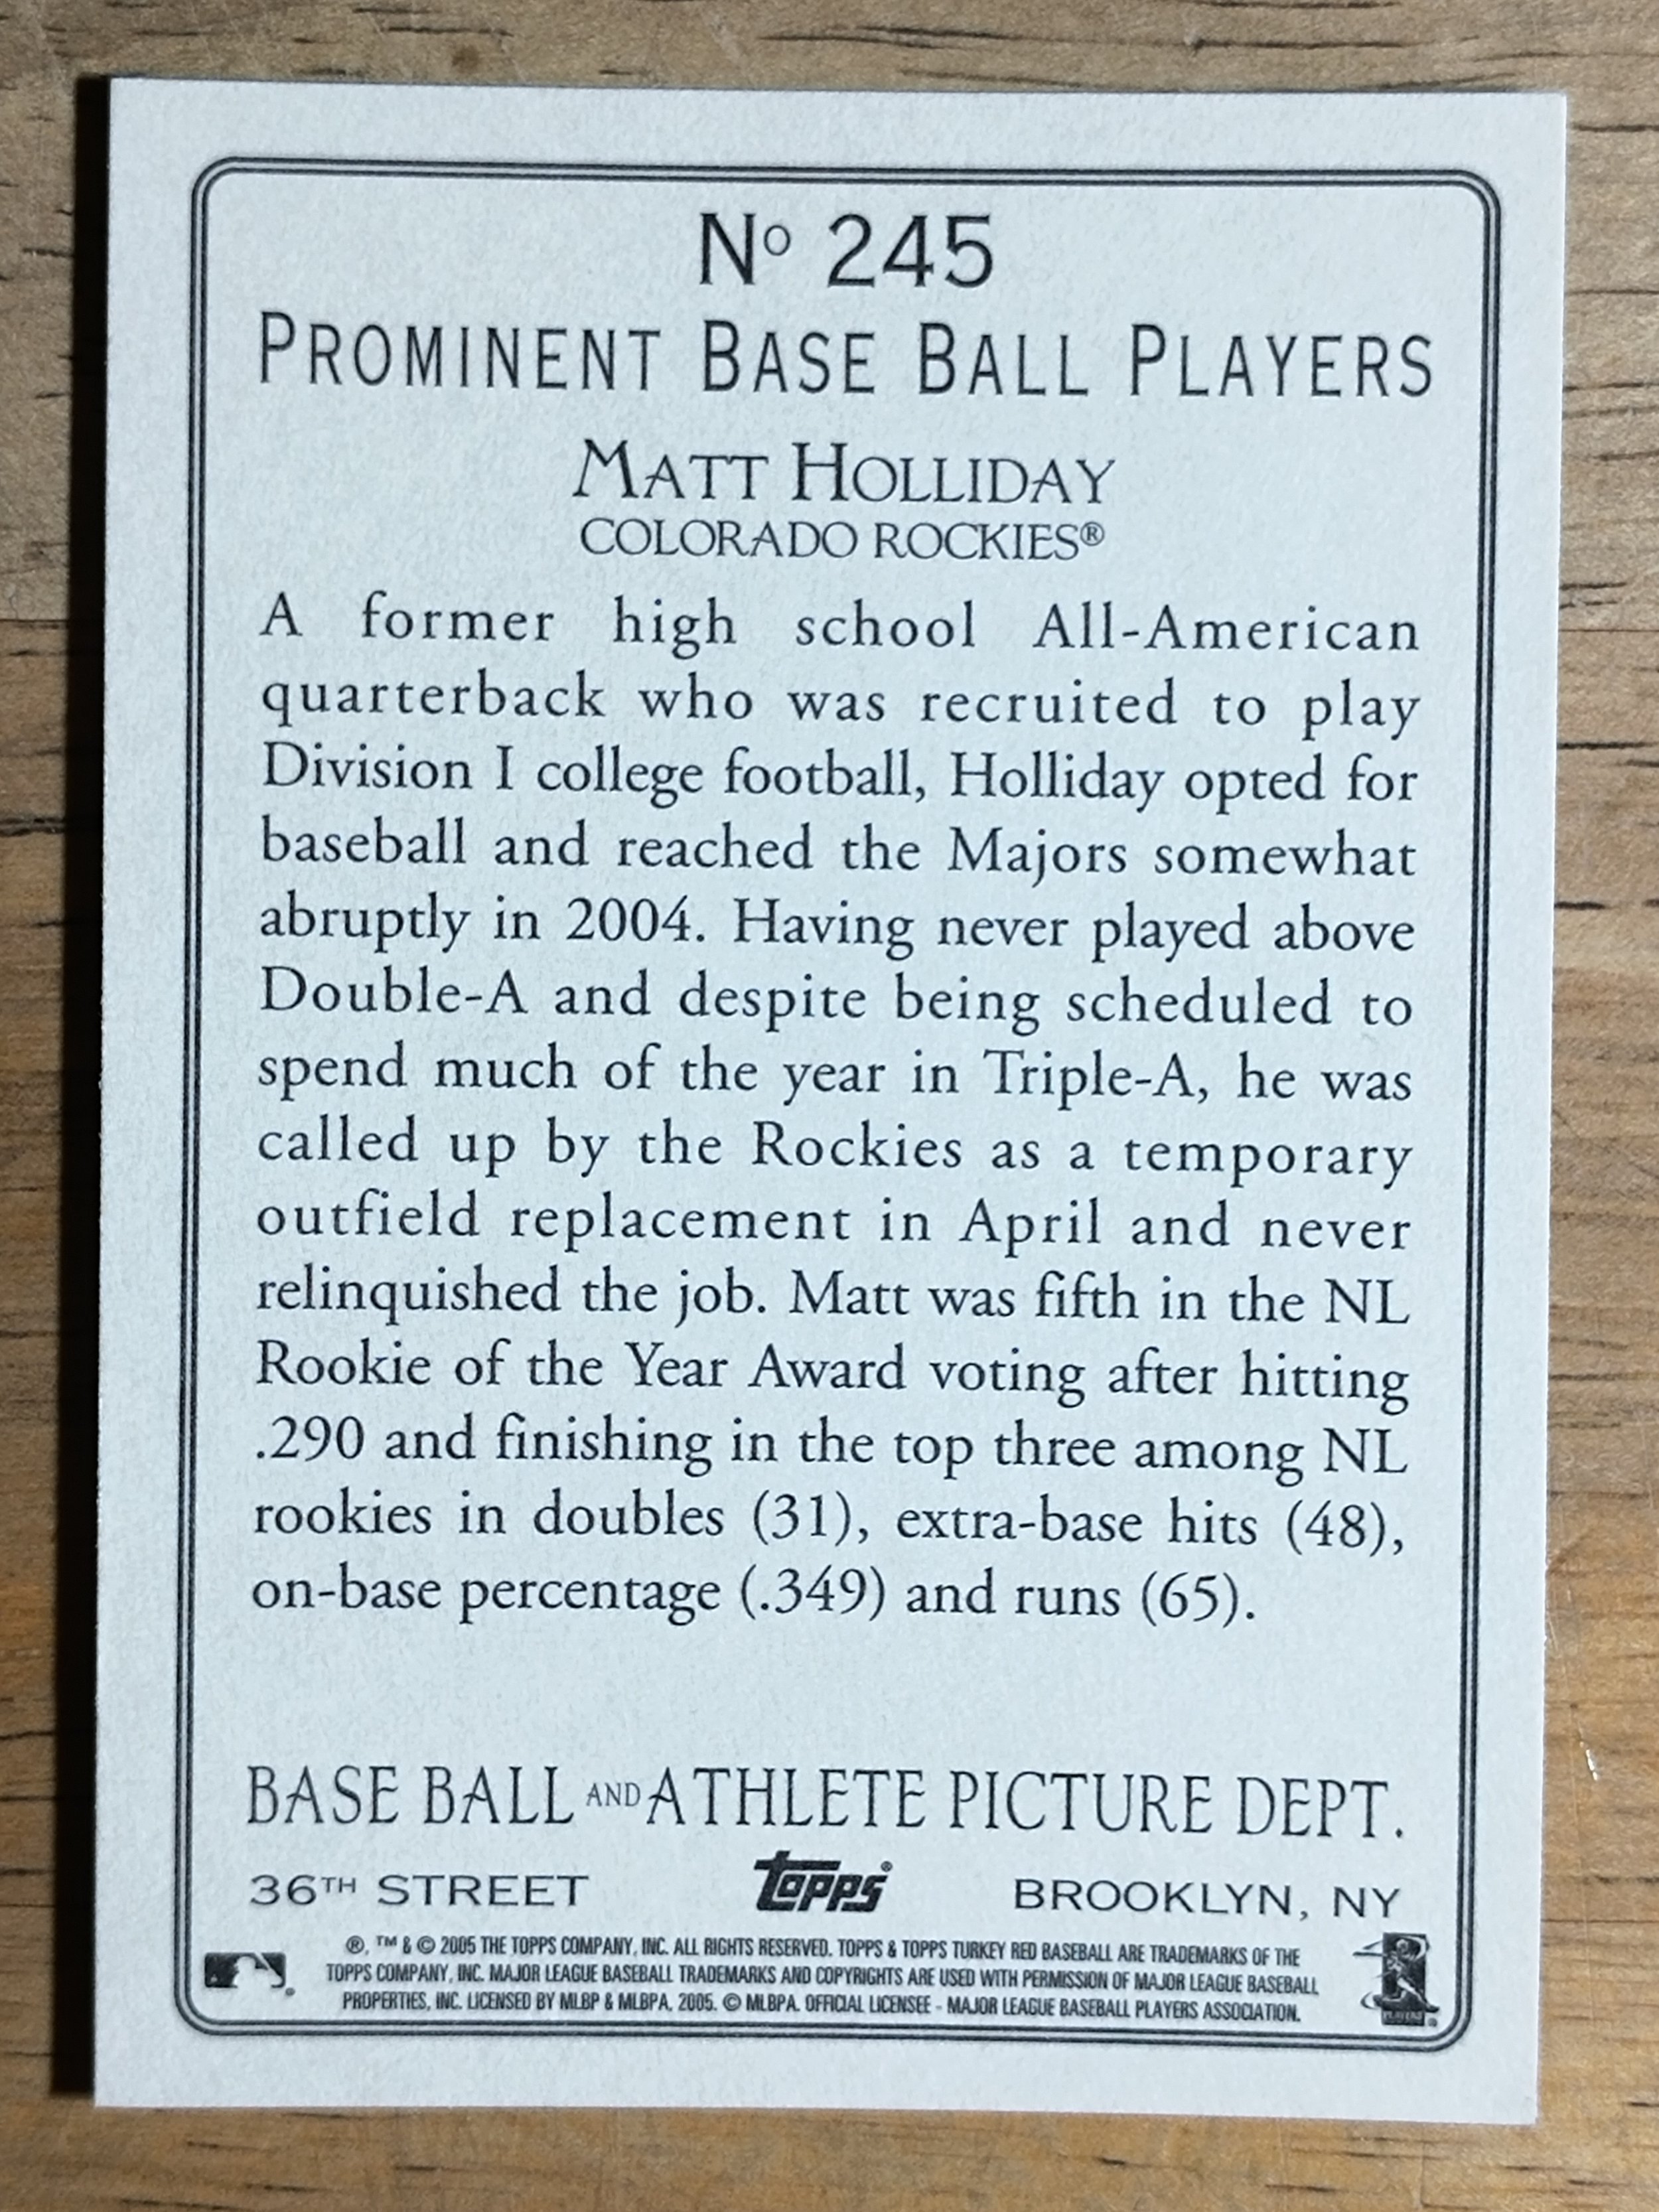 Nº 245
PROMINENT BASE BALL PLAYERS
MATT HOLLIDAY
COLORADO ROCKIES®
A former high school All-American
quarterback who was recruited to play
Division I college football, Holliday opted for
baseball and reached the Majors somewhat
abruptly in 2004. Having never played above
Double-A and despite being scheduled to
spend much of the year in Triple-A, he was
called up by the Rockies as a temporary
outfield replacement in April and never
relinquished the job. Matt was fifth in the NL
Rookie of the Year Award voting after hitting
.290 and finishing in the top three among NL
rookies in doubles (31), extra-base hits (48),
on-base percentage (.349) and runs (65).
BASE BALL AND ATHLETE PICTURE DEPT.
36TH STREET Topps® BROOKLYN, NY
®, ™ & © 2005 THE TOPPS COMPANY, INC. ALL RIGHTS RESERVED. TOPPS & TOPPS TURKEY RED BASEBALL ARE TRADEMARKS OF THE
TOPPS COMPANY, INC. MAJOR LEAGUE BASEBALL TRADEMARKS AND COPYRIGHTS ARE USED WITH PERMISSION OF MAJOR LEAGUE BASEBALL
PROPERTIES, INC. LICENSED BY MLBP & MLBPA, 2005. © MLBPA. OFFICIAL LICENSEE - MAJOR LEAGUE BASEBALL PLAYERS ASSOCIATION.